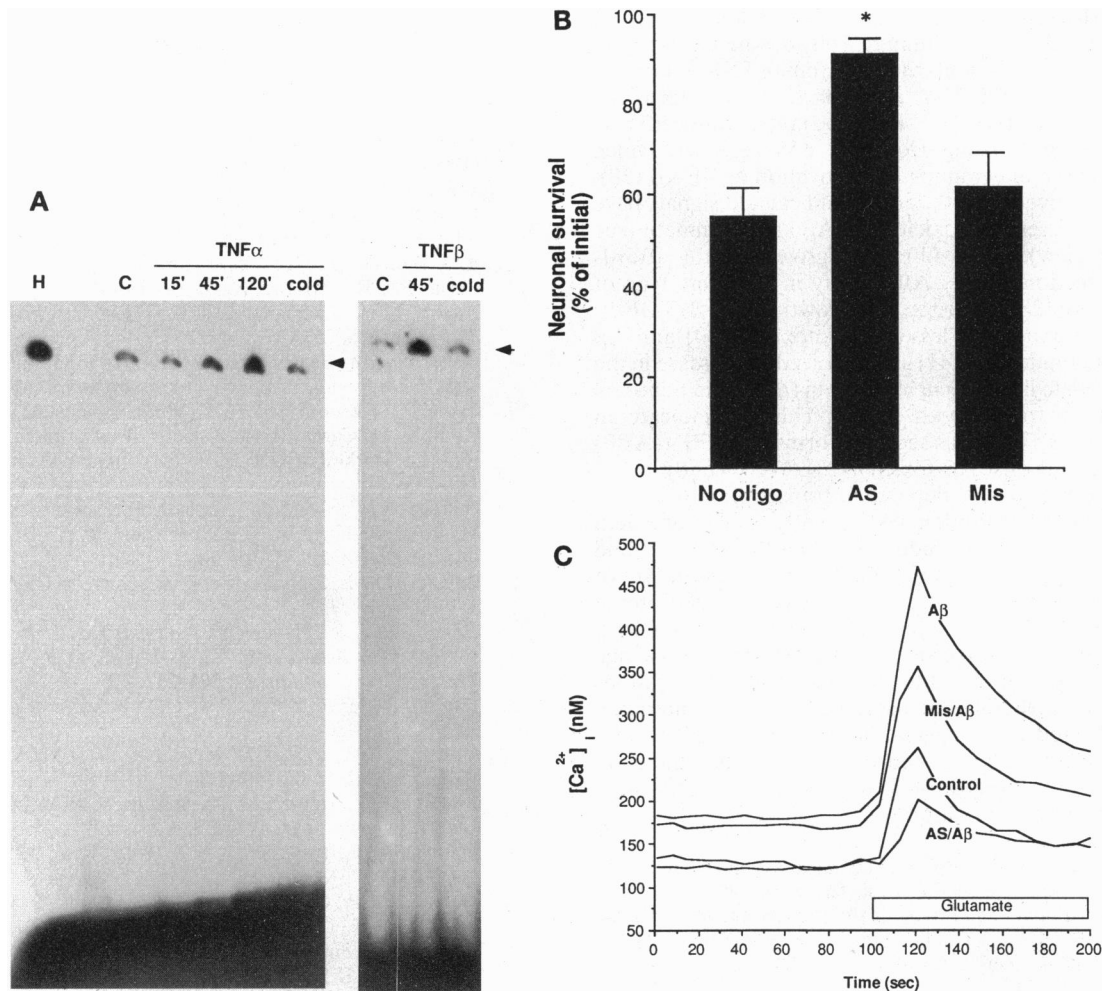 A
TNFα
TNFβ
H C 15' 45' 120' cold
C 45' cold
B
Neuronal survival
(% of initial)
100
80
60
40
20
0
*
No oligo AS Mis
C
[Ca2+]i (nM)
500
450
400
350
300
250
200
150
100
50
Aβ
Mis/Aβ
Control
AS/Aβ
Glutamate
0 20 40 60 80 100 120 140 160 180 200
Time (sec)